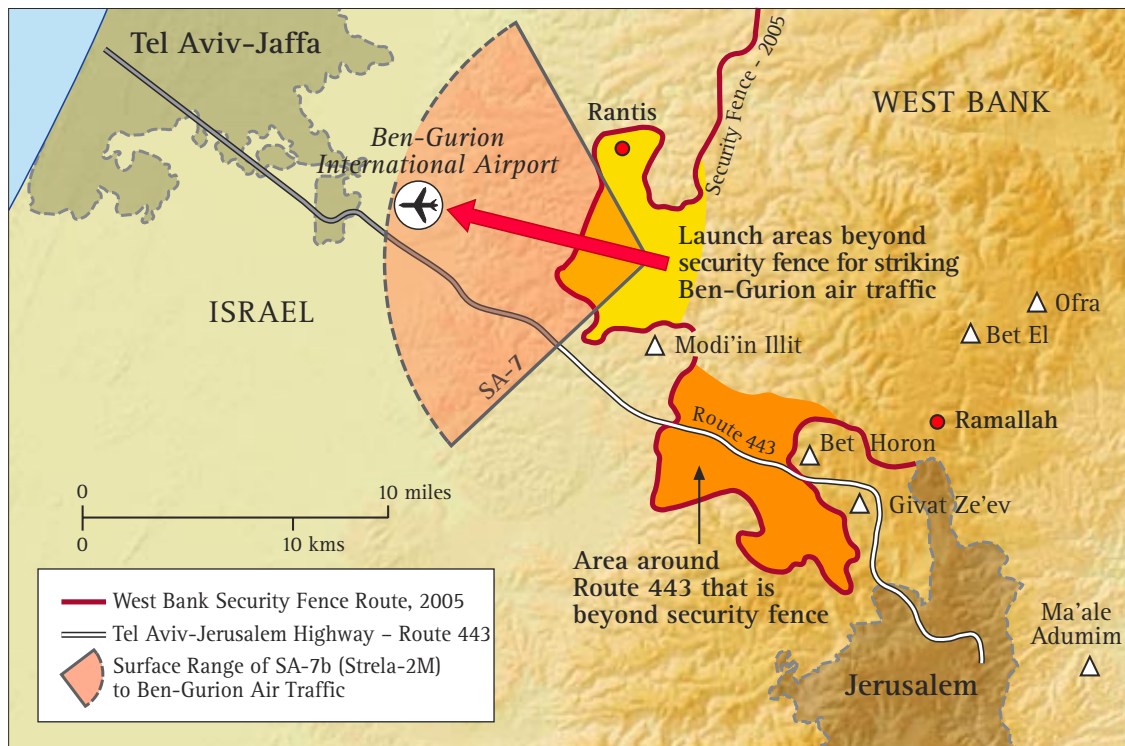 Tel Aviv-Jaffa
Security Fence - 2005
WEST BANK
Rantis
Ben-Gurion
International Airport
Launch areas beyond
security fence for striking
Ben-Gurion air traffic
ISRAEL
Ofra
Bet El
Modi'in Illit
SA-7
Route 443
Ramallah
Bet Horon
Givat Ze'ev
0
10 miles
0
10 kms
Area around
Route 443 that is
beyond security fence
West Bank Security Fence Route, 2005
Tel Aviv-Jerusalem Highway – Route 443
Surface Range of SA-7b (Strela-2M)
to Ben-Gurion Air Traffic
Ma'ale
Adumim
Jerusalem